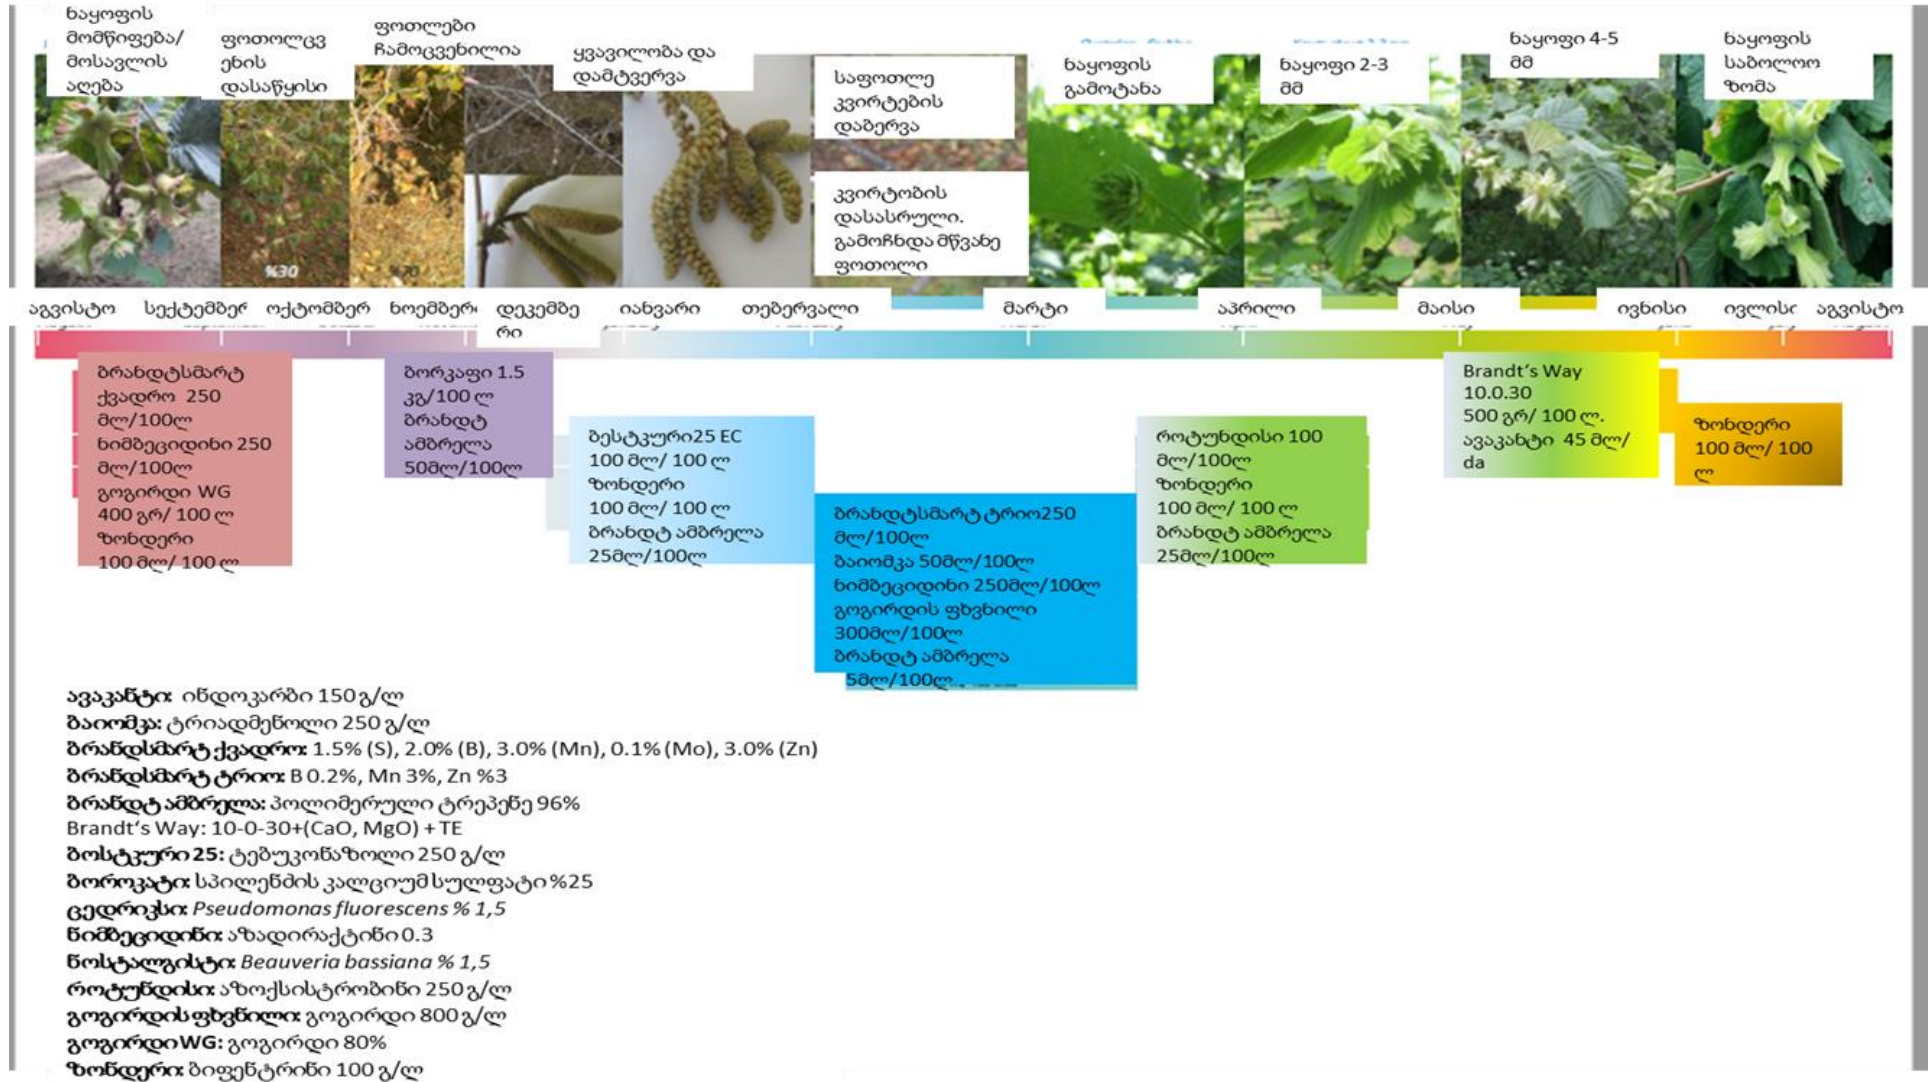 ნაყოფის
მომწიფება/
მოსავლის
აღება
ფოთოლცვ
ენის
დასაწყისი
ფოთლები
ჩამოცვენილია
ყვავილობა და
დამტვერვა
საფოთლე
კვირტების
დაბერვა
კვირტობის
დასასრული.
გამოჩნდა მწვანე
ფოთოლი
ნაყოფის
გამოტანა
ნაყოფი 2-3
მმ
ნაყოფი 4-5
მმ
ნაყოფის
საბოლოო
ზომა
%30
%70
აგვისტო
სექტემბერ
ოქტომბერ
ნოემბერი
დეკემბე
რი
იანვარი
თებერვალი
მარტი
აპრილი
მაისი
ივნისი
ივლისი
აგვისტო
ბრანდტსმარტ
ქვადრო 250
მლ/100ლ
ნიმბეციდინი 250
მლ/100ლ
გოგირდი WG
400 გრ/ 100 ლ
ზონდერი
100 მლ/ 100 ლ
ბორკაფი 1.5
კგ/100 ლ
ბრანდტ
ამბრელა
50მლ/100ლ
ბესტკური25 EC
100 მლ/ 100 ლ
ზონდერი
100 მლ/ 100 ლ
ბრანდტ ამბრელა
25მლ/100ლ
ბრანდტსმარტ ტრიო250
მლ/100ლ
ბაიომკა 50მლ/100ლ
ნიმბეციდინი 250მლ/100ლ
გოგირდის ფხვნილი
300მლ/100ლ
ბრანდტ ამბრელა
5მლ/100ლ
როტუნდისი 100
მლ/100ლ
ზონდერი
100 მლ/ 100 ლ
ბრანდტ ამბრელა
25მლ/100ლ
Brandt's Way
10.0.30
500 გრ/ 100 ლ.
ავაკანტი 45 მლ/
da
ზონდერი
100 მლ/ 100
ლ
ავაკანტი: ინდოკარბი 150 გ/ლ
ბაიომკა: ტრიადმენოლი 250 გ/ლ
ბრანდსმარტ ქვადრო: 1.5% (S), 2.0% (B), 3.0% (Mn), 0.1% (Mo), 3.0% (Zn)
ბრანდსმარტ ტრიო: B 0.2%, Mn 3%, Zn %3
ბრანდტ ამბრელა: პოლიმერული ტრეპენე 96%
Brandt's Way: 10-0-30+(CaO, MgO) + TE
ბოსტკური 25: ტებუკონაზოლი 250 გ/ლ
ბოროკატი: სპილენძის კალციუმ სულფატი %25
ცედრიკსი: Pseudomonas fluorescens % 1,5
ნიმბეციდინი: აზადირაქტინი 0.3
ნოსტალგისტი: Beauveria bassiana % 1,5
როტუნდისი: აზოქსისტრობინი 250 გ/ლ
გოგირდის ფხვნილი: გოგირდი 800 გ/ლ
გოგირდი WG: გოგირდი 80%
ზონდერი: ბიფენტრინი 100 გ/ლ